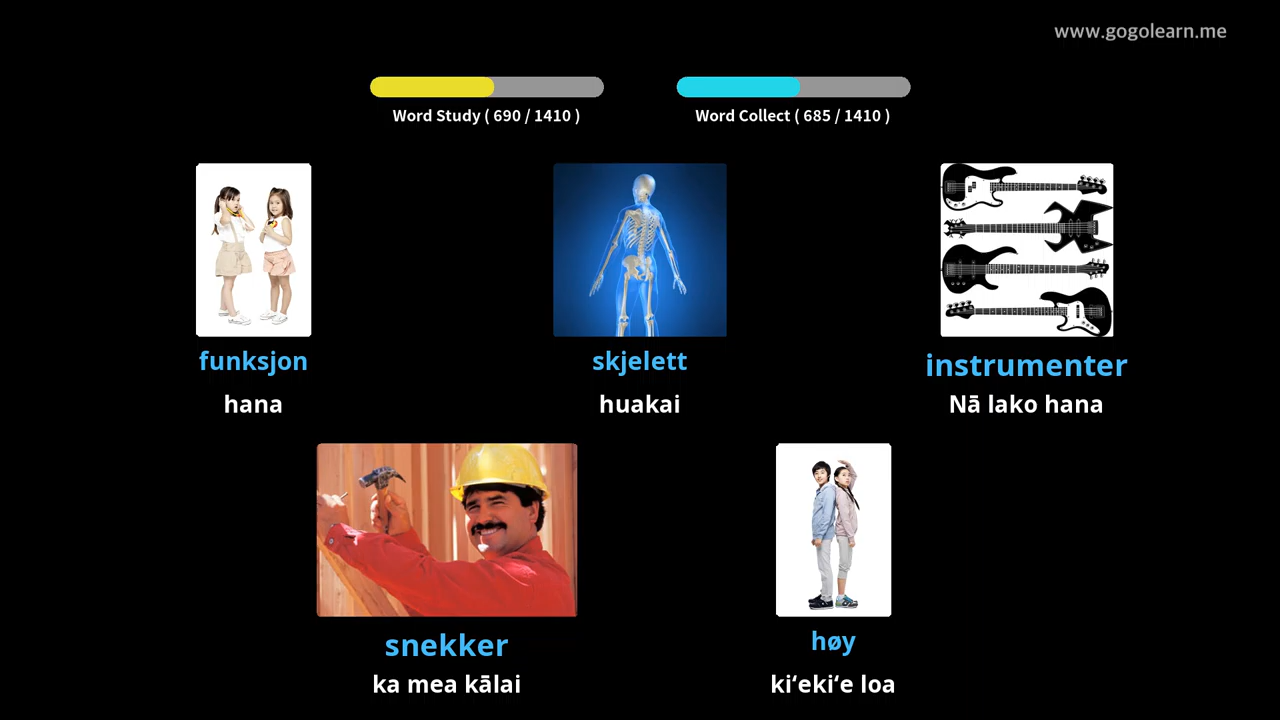 www.gogolearn.me
Word Study ( 690 / 1410 )
Word Collect ( 685 / 1410 )
funksjon
hana
skjelett
huakai
instrumenter
Nā lako hana
snekker
ka mea kālai
høy
kiʻekiʻe loa